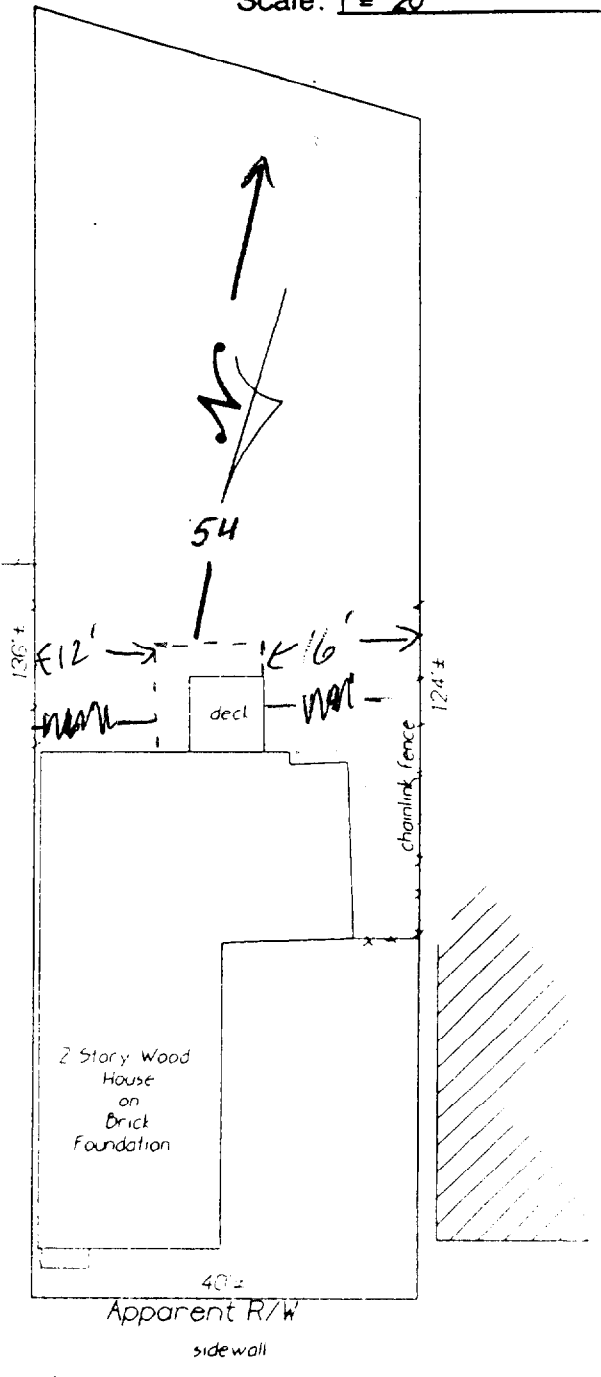 Scale: 1" = 20'
N
54
136'±
12'
16'
deck
124'±
chainlink fence
2 Story Wood
House
on
Brick
Foundation
40'±
Apparent R/W
sidewall